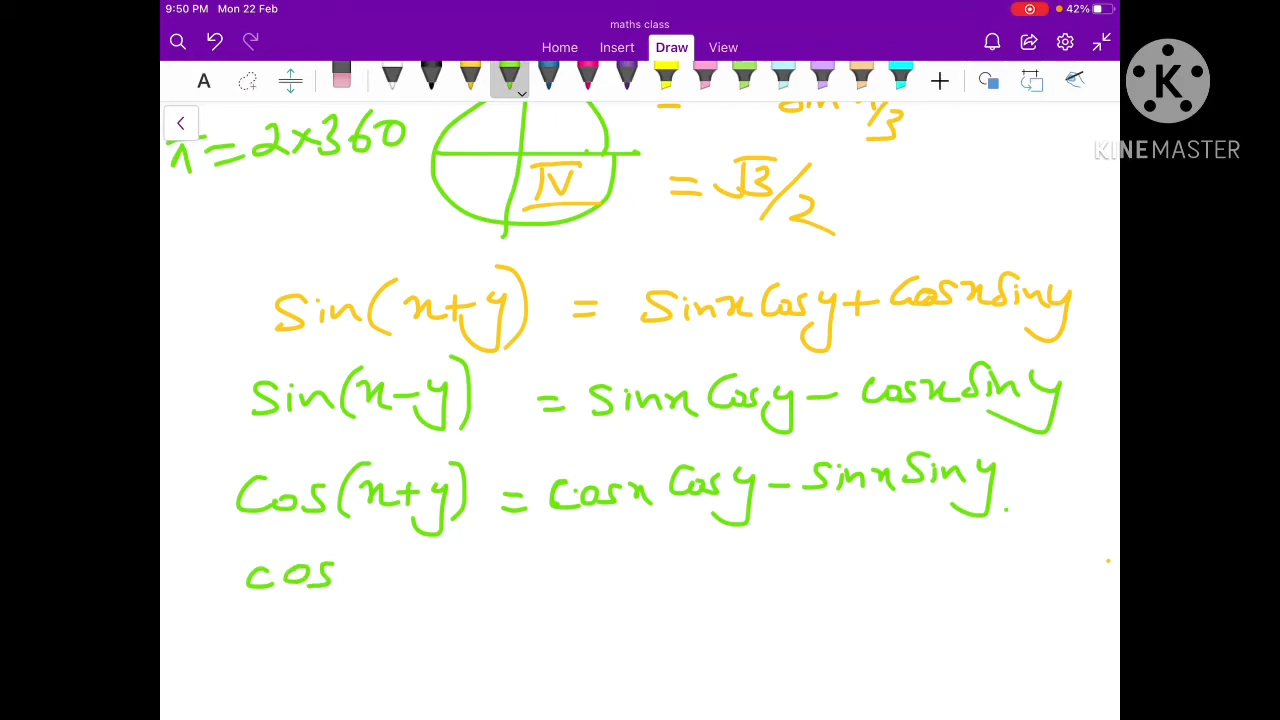 9:50 PM Mon 22 Feb
42%
maths class
Home Insert Draw View
A
K
KINEMASTER
= 2×360
IV
=
= √3/2
sin(x+y) = sinx cosy + cosx siny
sin(x-y) = sinx cosy - cosx siny
Cos(x+y) = cosx cosy - sinx siny.
cos